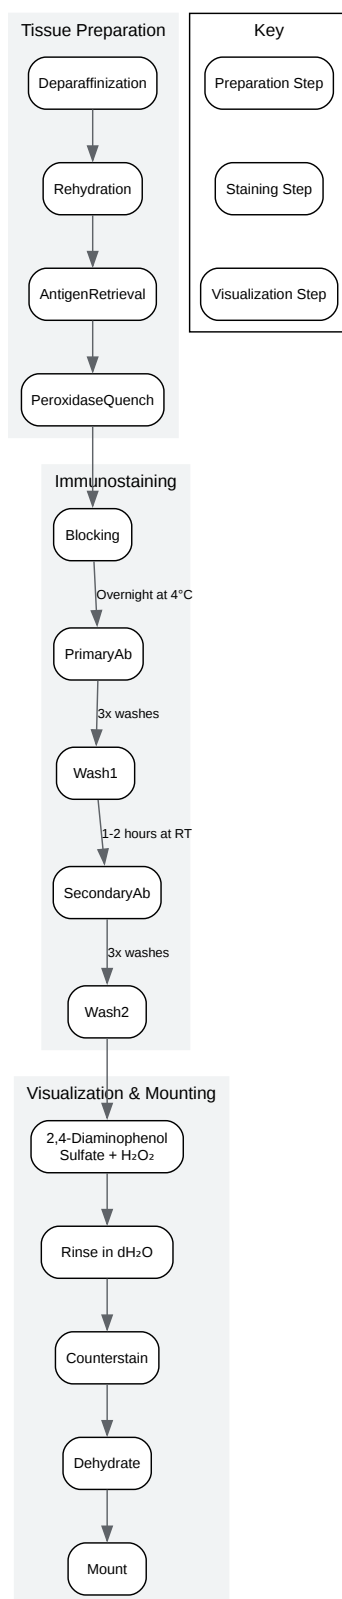 Tissue Preparation
Deparaffinization
Rehydration
AntigenRetrieval
PeroxidaseQuench
Key
Preparation Step
Staining Step
Visualization Step
Immunostaining
Blocking
Overnight at 4°C
PrimaryAb
3x washes
Wash1
1-2 hours at RT
SecondaryAb
3x washes
Wash2
Visualization & Mounting
2,4-Diaminophenol
Sulfate + H₂O₂
Rinse in dH₂O
Counterstain
Dehydrate
Mount